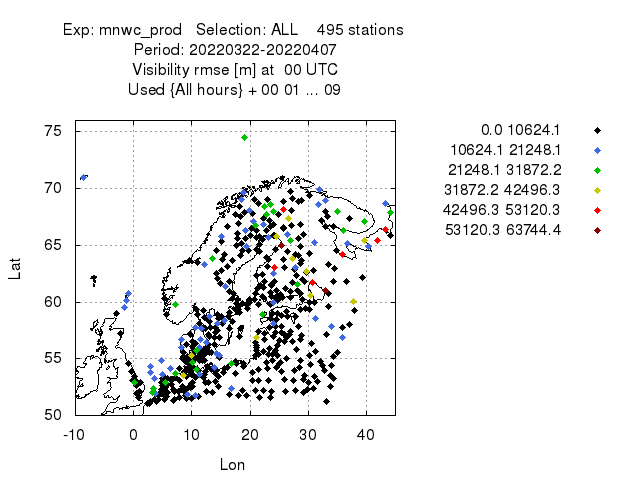 Exp: mnwc_prod   Selection: ALL    495 stations
Period: 20220322-20220407
Visibility rmse [m] at  00 UTC
Used {All hours} + 00 01 ... 09
0.0 10624.1
10624.1 21248.1
21248.1 31872.2
31872.2 42496.3
42496.3 53120.3
53120.3 63744.4
75
70
65
60
55
50
Lat
-10 0 10 20 30 40
Lon